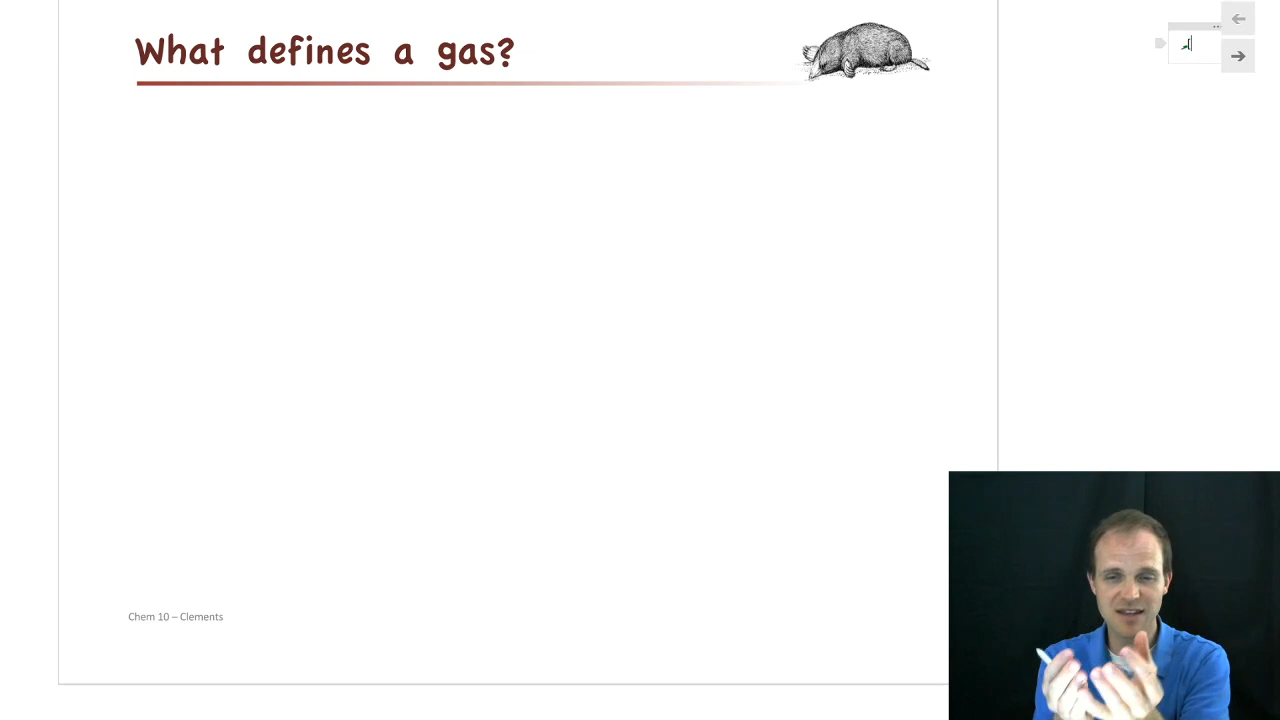 What defines a gas?
Chem 10 – Clements